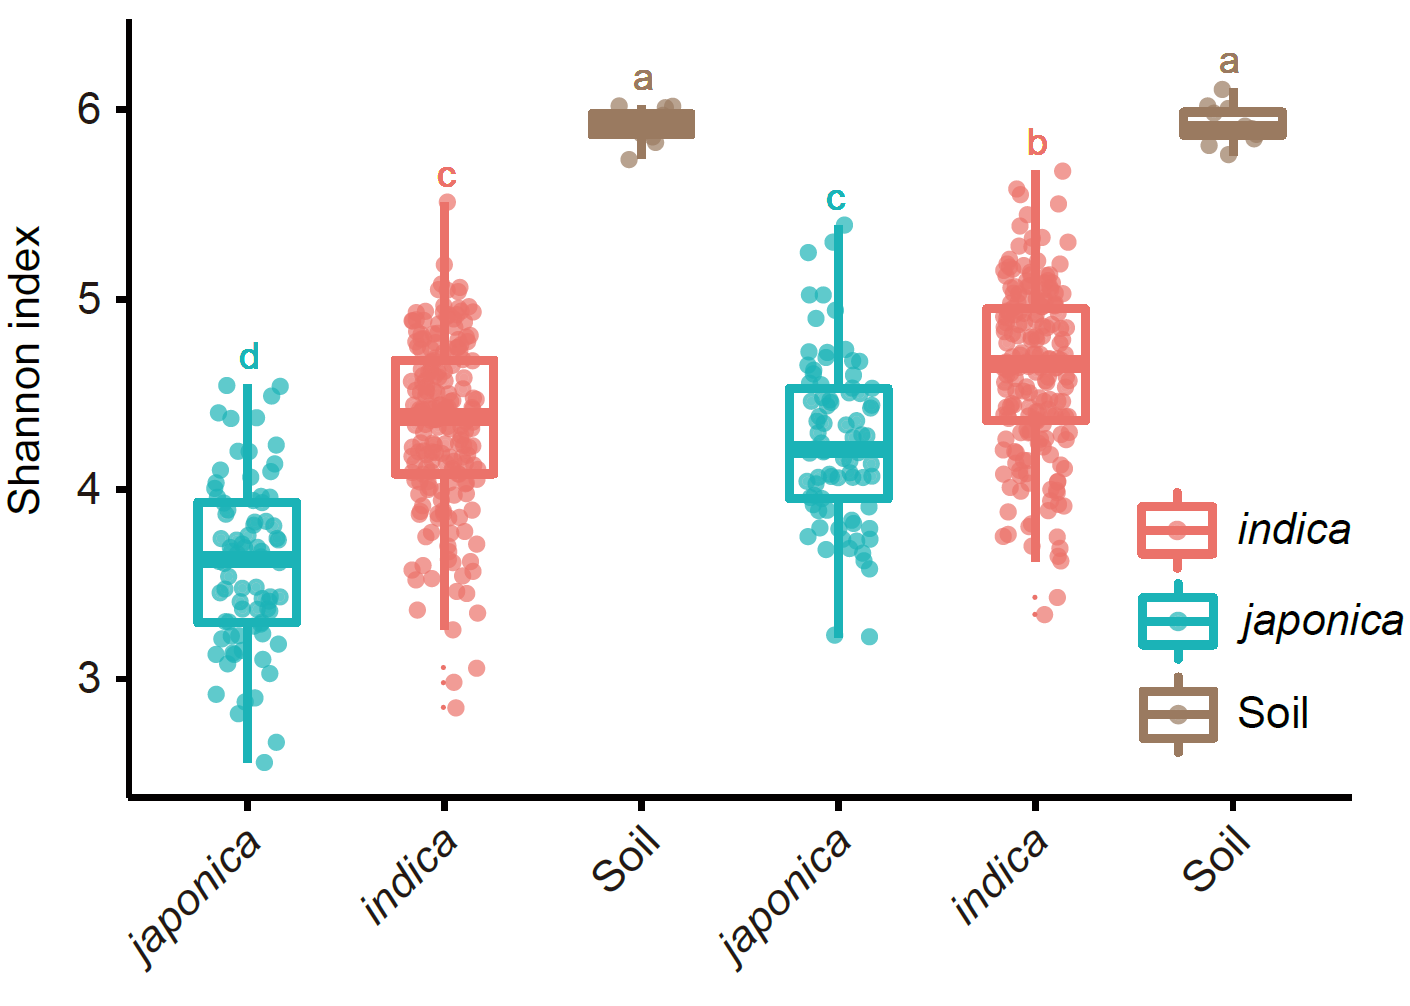 a
a
b
c
c
d
6
5
4
3
Shannon index
indica
japonica
Soil
japonica
indica
Soil
japonica
indica
Soil